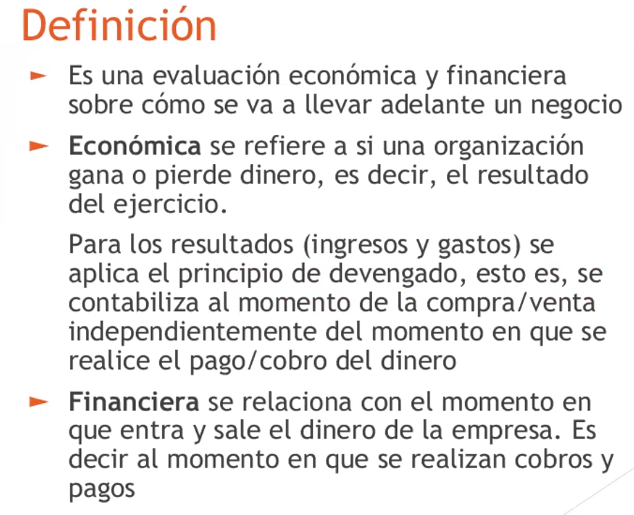 Definición
► Es una evaluación económica y financiera
sobre cómo se va a llevar adelante un negocio
► Económica se refiere a si una organización
gana o pierde dinero, es decir, el resultado
del ejercicio.
Para los resultados (ingresos y gastos) se
aplica el principio de devengado, esto es, se
contabiliza al momento de la compra/venta
independientemente del momento en que se
realice el pago/cobro del dinero
► Financiera se relaciona con el momento en
que entra y sale el dinero de la empresa. Es
decir al momento en que se realizan cobros y
pagos